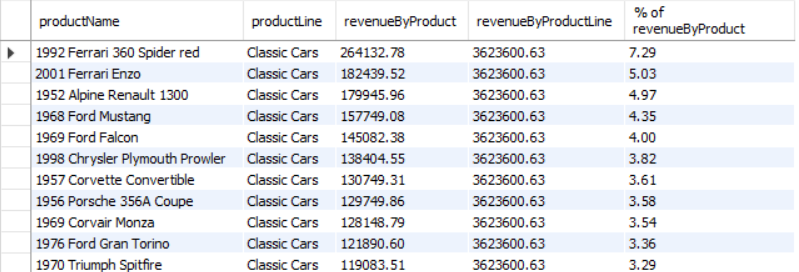 productName productLine revenueByProduct revenueByProductLine % of revenueByProduct
1992 Ferrari 360 Spider red Classic Cars 264132.78 3623600.63 7.29
2001 Ferrari Enzo Classic Cars 182439.52 3623600.63 5.03
1952 Alpine Renault 1300 Classic Cars 179945.96 3623600.63 4.97
1968 Ford Mustang Classic Cars 157749.08 3623600.63 4.35
1969 Ford Falcon Classic Cars 145082.38 3623600.63 4.00
1998 Chrysler Plymouth Prowler Classic Cars 138404.55 3623600.63 3.82
1957 Corvette Convertible Classic Cars 130749.31 3623600.63 3.61
1956 Porsche 356A Coupe Classic Cars 129749.86 3623600.63 3.58
1969 Corvair Monza Classic Cars 128148.79 3623600.63 3.54
1976 Ford Gran Torino Classic Cars 121890.60 3623600.63 3.36
1970 Triumph Spitfire Classic Cars 119083.51 3623600.63 3.29